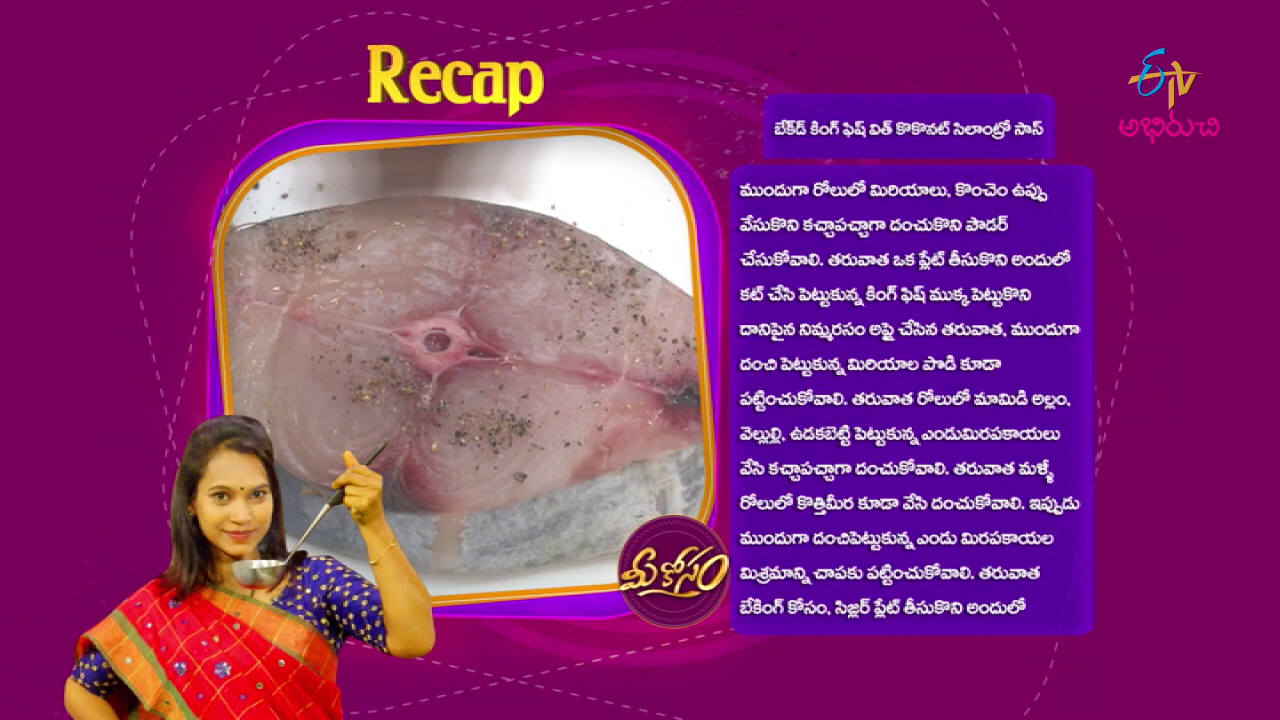 Recap
ETV
అభిరుచి
బేక్‌డ్ కింగ్ ఫిష్ విత్ కొకొనట్ సిలాంట్రో సాస్
ముందుగా రోలులో మిరియాలు, కొంచెం ఉప్పు
వేసుకొని కచ్చాపచ్చాగా దంచుకొని పౌడర్
చేసుకోవాలి. తరువాత ఒక ప్లేట్ తీసుకొని అందులో
కట్ చేసి పెట్టుకున్న కింగ్ ఫిష్ ముక్క పెట్టుకొని
దానిపైన నిమ్మరసం అప్లై చేసిన తరువాత, ముందుగా
దంచి పెట్టుకున్న మిరియాల పొడి కూడా
పట్టించుకోవాలి. తరువాత రోలులో మామిడి అల్లం,
వెల్లుల్లి, ఉడకబెట్టి పెట్టుకున్న ఎండుమిరపకాయలు
వేసి కచ్చాపచ్చాగా దంచుకోవాలి. తరువాత మళ్ళీ
రోలులో కొత్తిమీర కూడా వేసి దంచుకోవాలి. ఇప్పుడు
ముందుగా దంచిపెట్టుకున్న ఎండు మిరపకాయల
మిశ్రమాన్ని చాపకు పట్టించుకోవాలి. తరువాత
బేకింగ్ కోసం, సిజ్లర్ ప్లేట్ తీసుకొని అందులో
మీ కోసం